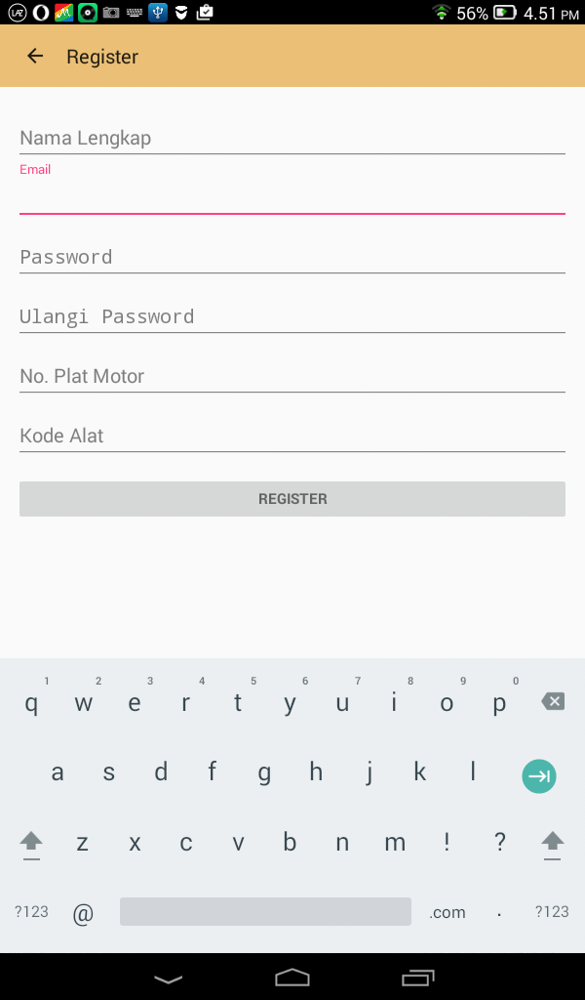 LAZ
56% 4.51 PM
Register
Nama Lengkap
Email
Password
Ulangi Password
No. Plat Motor
Kode Alat
REGISTER
1 2 3 4 5 6 7 8 9 0
q w e r t y u i o p
a s d f g h j k l
z x c v b n m ! ?
?123 @ .com . ?123